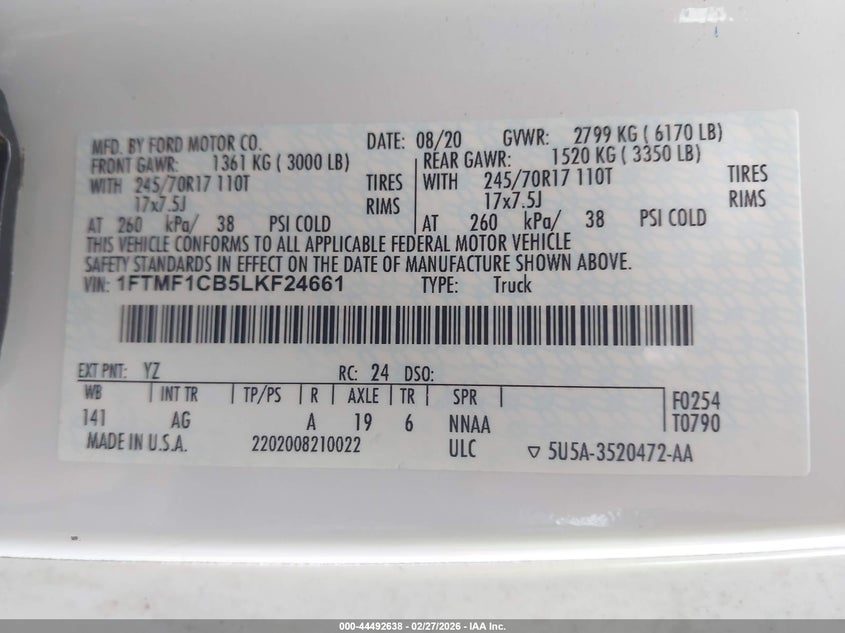 MFD. BY FORD MOTOR CO. DATE: 08/20 GVWR: 2799 KG ( 6170 LB)
FRONT GAWR: 1361 KG ( 3000 LB) REAR GAWR: 1520 KG ( 3350 LB)
WITH 245/70R17 110T TIRES WITH 245/70R17 110T TIRES
17x7.5J RIMS 17x7.5J RIMS
AT 260 kPa/ 38 PSI COLD AT 260 kPa/ 38 PSI COLD
THIS VEHICLE CONFORMS TO ALL APPLICABLE FEDERAL MOTOR VEHICLE
SAFETY STANDARDS IN EFFECT ON THE DATE OF MANUFACTURE SHOWN ABOVE.
VIN: 1FTMF1CB5LKF24661 TYPE: Truck
EXT PNT: YZ RC: 24 DSO:
WB INT TR TP/PS R AXLE TR SPR F0254
141 AG A 19 6 NNAA T0790
MADE IN U.S.A. 2202008210022 ULC ▽ 5U5A-3520472-AA
000-44492638 - 02/27/2026 - IAA Inc.